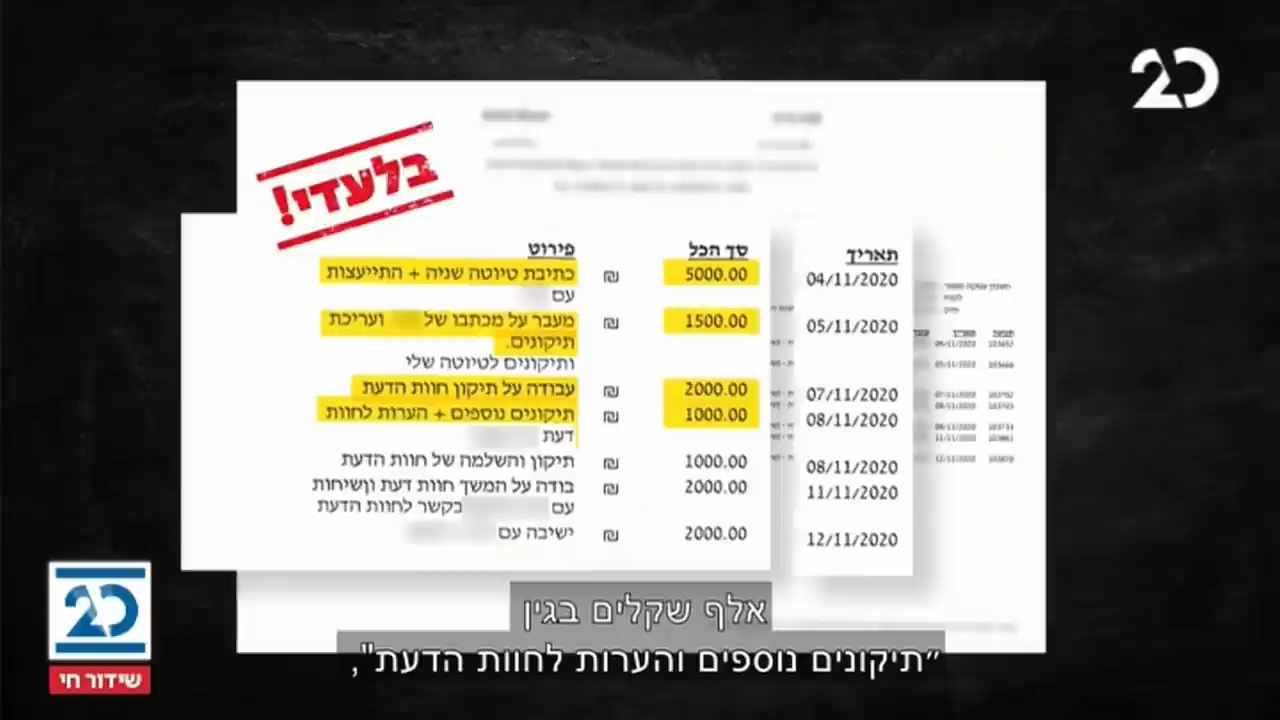 20
בלעדי!
תאריך
סך הכל
פירוט
04/11/2020
5000.00 ₪ כתיבת טיוטה שניה + התייעצות
עם
05/11/2020
1500.00 ₪ מעבר על מכתבו של ועריכת
תיקונים.
ותיקונים לטיוטה שלי
07/11/2020
2000.00 ₪ עבודה על תיקון חוות הדעת
08/11/2020
1000.00 ₪ תיקונים נוספים + הערות לחוות
דעת
08/11/2020
1000.00 ₪ תיקון והשלמה של חוות הדעת
11/11/2020
2000.00 ₪ בודה על המשך חוות דעת וןשיחות
עם בקשר לחוות הדעת
12/11/2020
2000.00 ₪ ישיבה עם
אלף שקלים בגין
״תיקונים נוספים והערות לחוות הדעת",
20
שידור חי